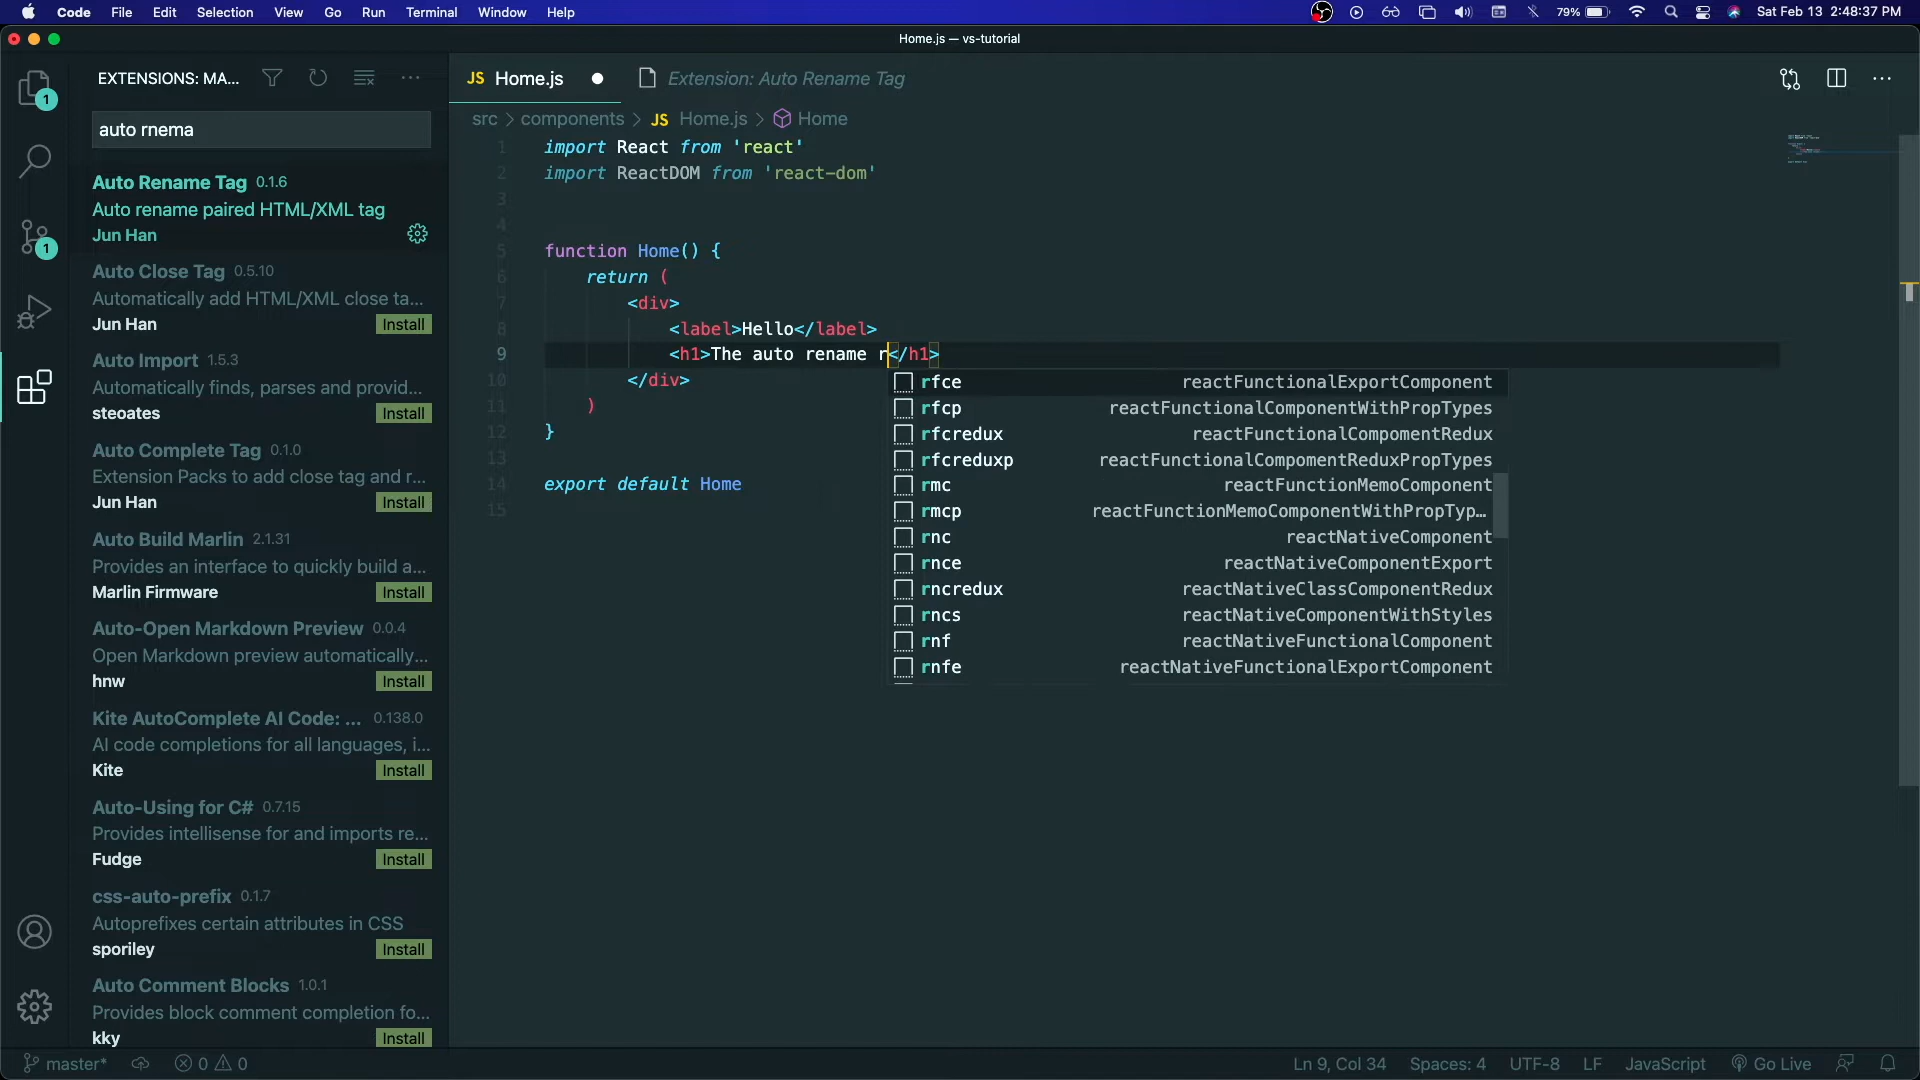 Code File Edit Selection View Go Run Terminal Window Help 79% Sat Feb 13 2:48:37 PM
Home.js — vs-tutorial
EXTENSIONS: MA...
JS Home.js
Extension: Auto Rename Tag
1
auto rnema
src > components > JS Home.js > Home
Auto Rename Tag 0.1.6
Auto rename paired HTML/XML tag
Jun Han
1
Auto Close Tag 0.5.10
Automatically add HTML/XML close ta...
Jun Han Install
Auto Import 1.5.3
Automatically finds, parses and provid...
steoates Install
Auto Complete Tag 0.1.0
Extension Packs to add close tag and r...
Jun Han Install
Auto Build Marlin 2.1.31
Provides an interface to quickly build a...
Marlin Firmware Install
Auto-Open Markdown Preview 0.0.4
Open Markdown preview automatically...
hnw Install
Kite AutoComplete AI Code: ... 0.138.0
AI code completions for all languages, i...
Kite Install
Auto-Using for C# 0.7.15
Provides intellisense for and imports re...
Fudge Install
css-auto-prefix 0.1.7
Autoprefixes certain attributes in CSS
sporiley Install
Auto Comment Blocks 1.0.1
Provides block comment completion fo...
kky Install
1 import React from 'react'
2 import ReactDOM from 'react-dom'
3
4
5 function Home() {
6 return (
7 <div>
8 <label>Hello</label>
9 <h1>The auto rename r</h1>
10 </div>
11 )
12 }
13
14 export default Home
15
rfce reactFunctionalExportComponent
rfcp reactFunctionalComponentWithPropTypes
rfcredux reactFunctionalCompomentRedux
rfcreduxp reactFunctionalCompomentReduxPropTypes
rmc reactFunctionMemoComponent
rmcp reactFunctionMemoComponentWithPropTyp…
rnc reactNativeComponent
rnce reactNativeComponentExport
rncredux reactNativeClassComponentRedux
rncs reactNativeComponentWithStyles
rnf reactNativeFunctionalComponent
rnfe reactNativeFunctionalExportComponent
master* 0 0 Ln 9, Col 34 Spaces: 4 UTF-8 LF JavaScript Go Live